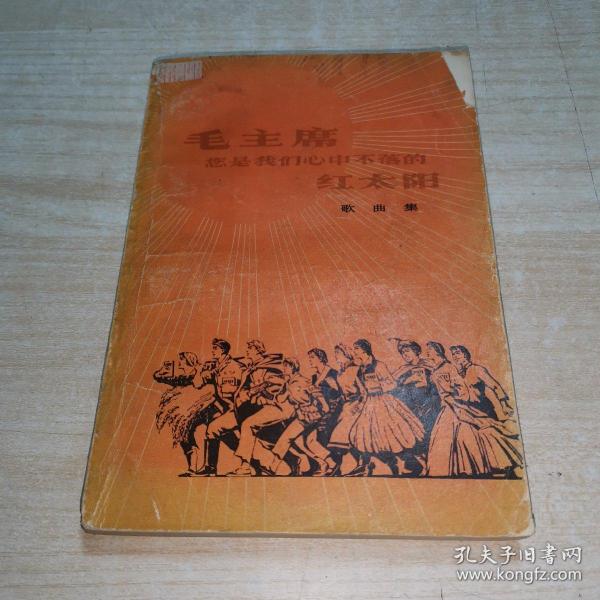 毛主席
您是我们心中不落的
红太阳
歌曲集
孔夫子旧书网
www.kongfz.com